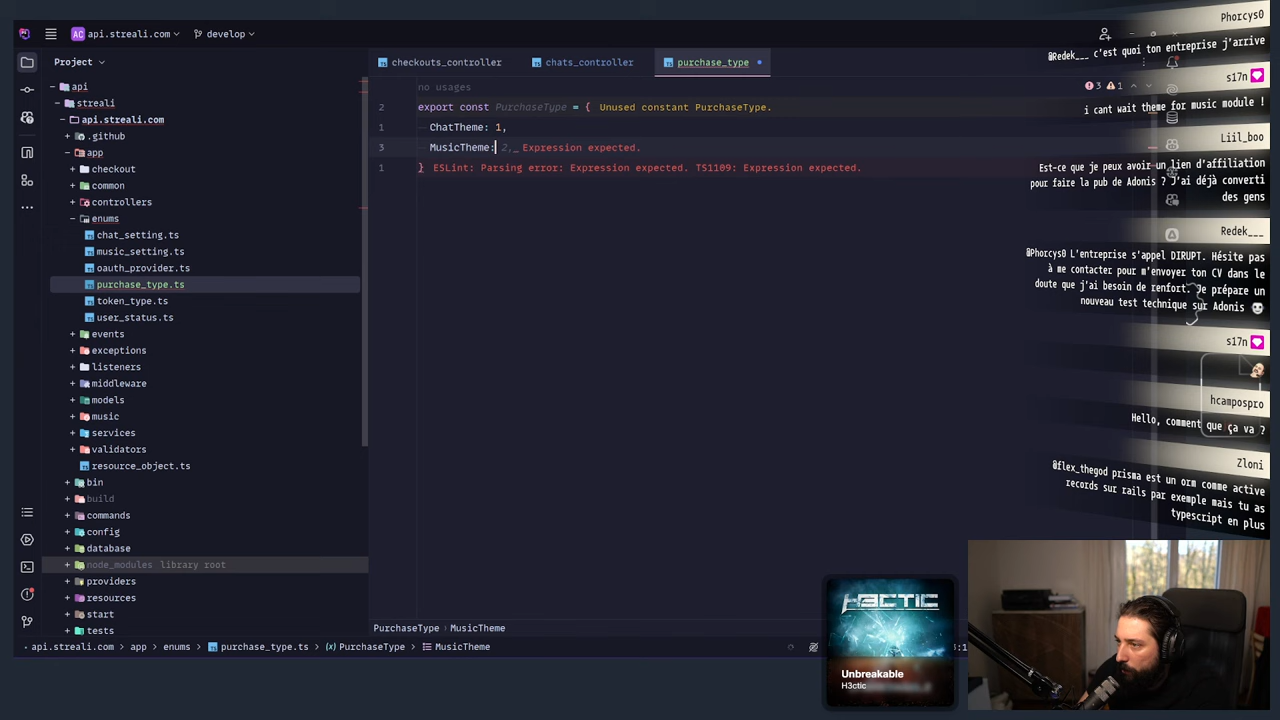 AC api.streali.com
develop
Project
checkouts_controller
chats_controller
purchase_type
api
streali
api.streali.com
.github
app
checkout
common
controllers
enums
chat_setting.ts
music_setting.ts
oauth_provider.ts
purchase_type.ts
token_type.ts
user_status.ts
events
exceptions
listeners
middleware
models
music
services
validators
resource_object.ts
bin
build
commands
config
database
node_modules library root
providers
resources
start
tests
no usages
3 1
2 export const PurchaseType = { Unused constant PurchaseType.
1 ChatTheme: 1,
3 MusicTheme: 2, Expression expected.
1 } ESLint: Parsing error: Expression expected. TS1109: Expression expected.
PurchaseType > MusicTheme
api.streali.com > app > enums > purchase_type.ts > PurchaseType > MusicTheme
3:1
Phorcys0
@Redek___ c'est quoi ton entreprise j'arrive
s17n
i cant wait theme for music module !
Liil_boo
Est-ce que je peux avoir un lien d'affiliation
pour faire la pub de Adonis ? J'ai déjà converti
des gens
Redek___
@Phorcys0 L'entreprise s'appel DIRUPT. Hésite pas
à me contacter pour m'envoyer ton CV dans le
doute que j'ai besoin de renfort. Je prépare un
nouveau test technique sur Adonis
s17n
hcampospro
Hello, comment que ça va ?
Zloni
@flex_thegod prisma est un orm comme active
records sur rails par exemple mais tu as
typescript en plus
H3CTIC
Unbreakable
H3ctic